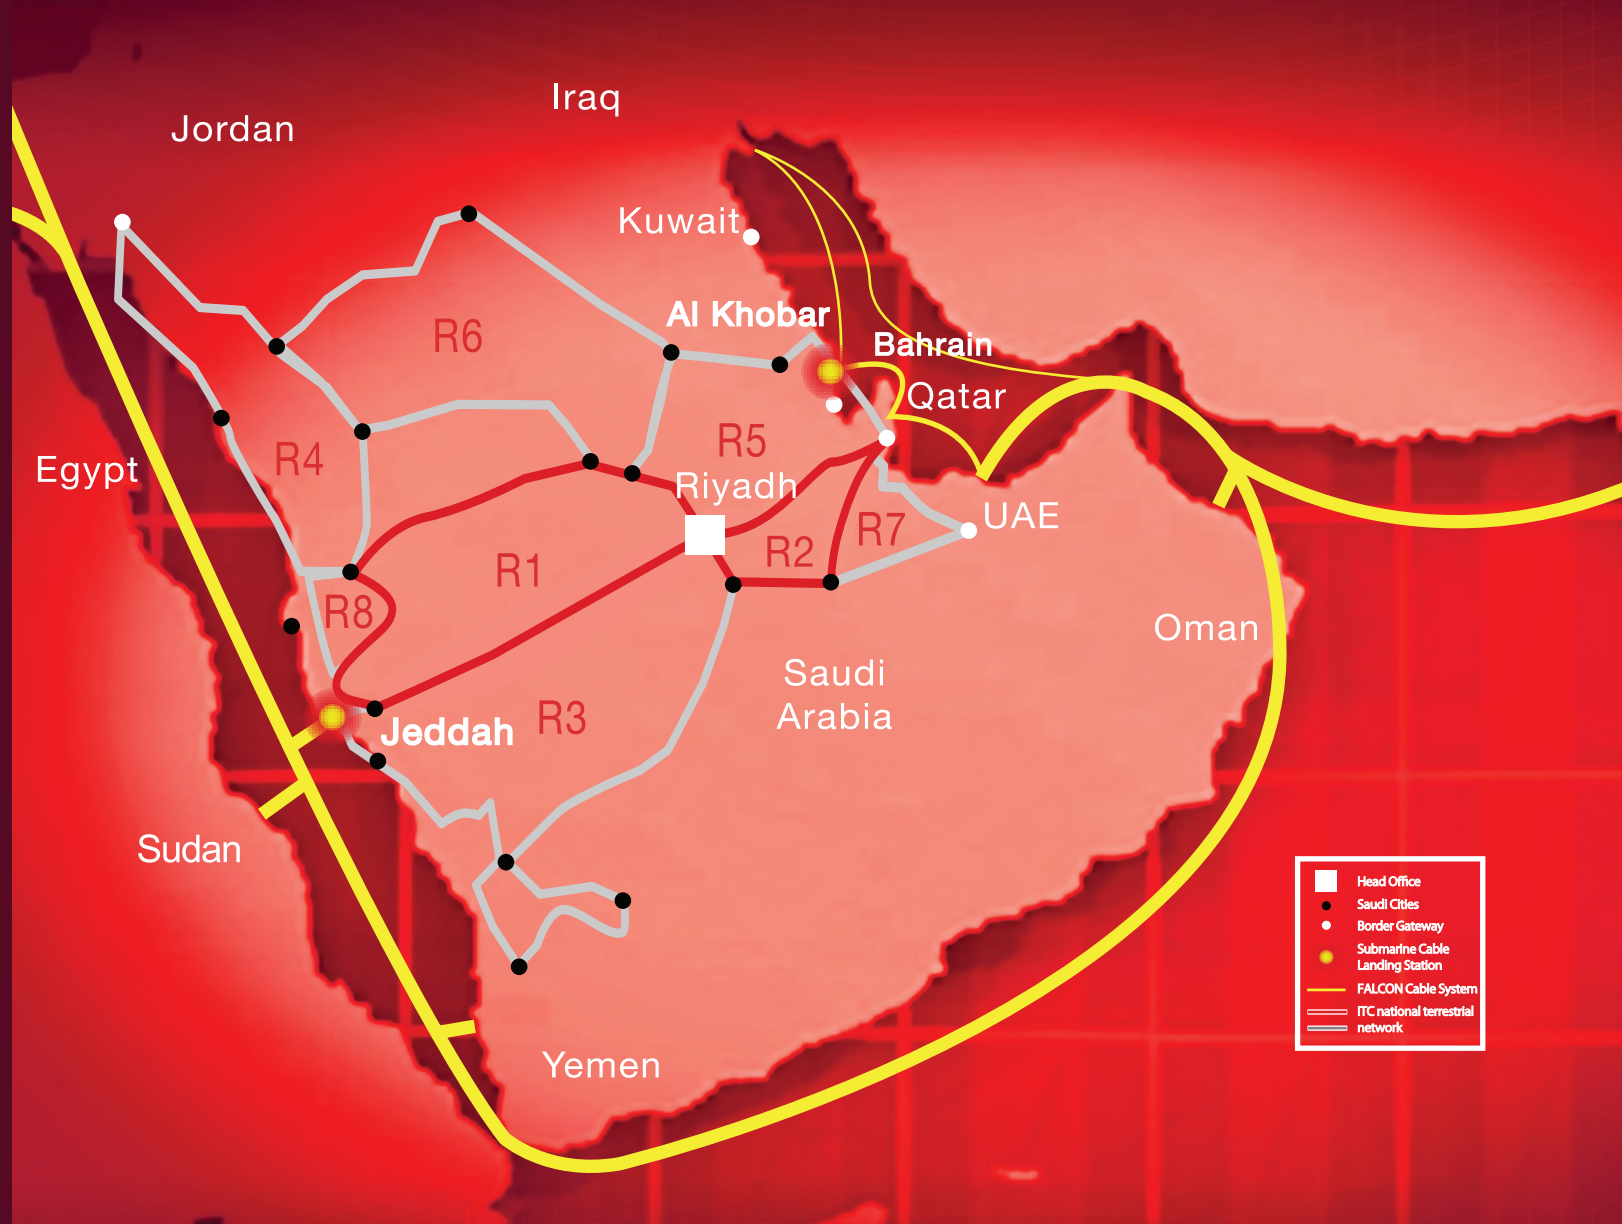 Iraq
Jordan
Kuwait
Al Khobar
R6
Bahrain
Qatar
R5
R4
Egypt
Riyadh
UAE
R7
R2
R1
R8
Oman
Saudi
Arabia
R3
Jeddah
Sudan
Yemen
Head Office
Saudi Cities
Border Gateway
Submarine Cable
Landing Station
FALCON Cable System
ITC national terrestrial
network